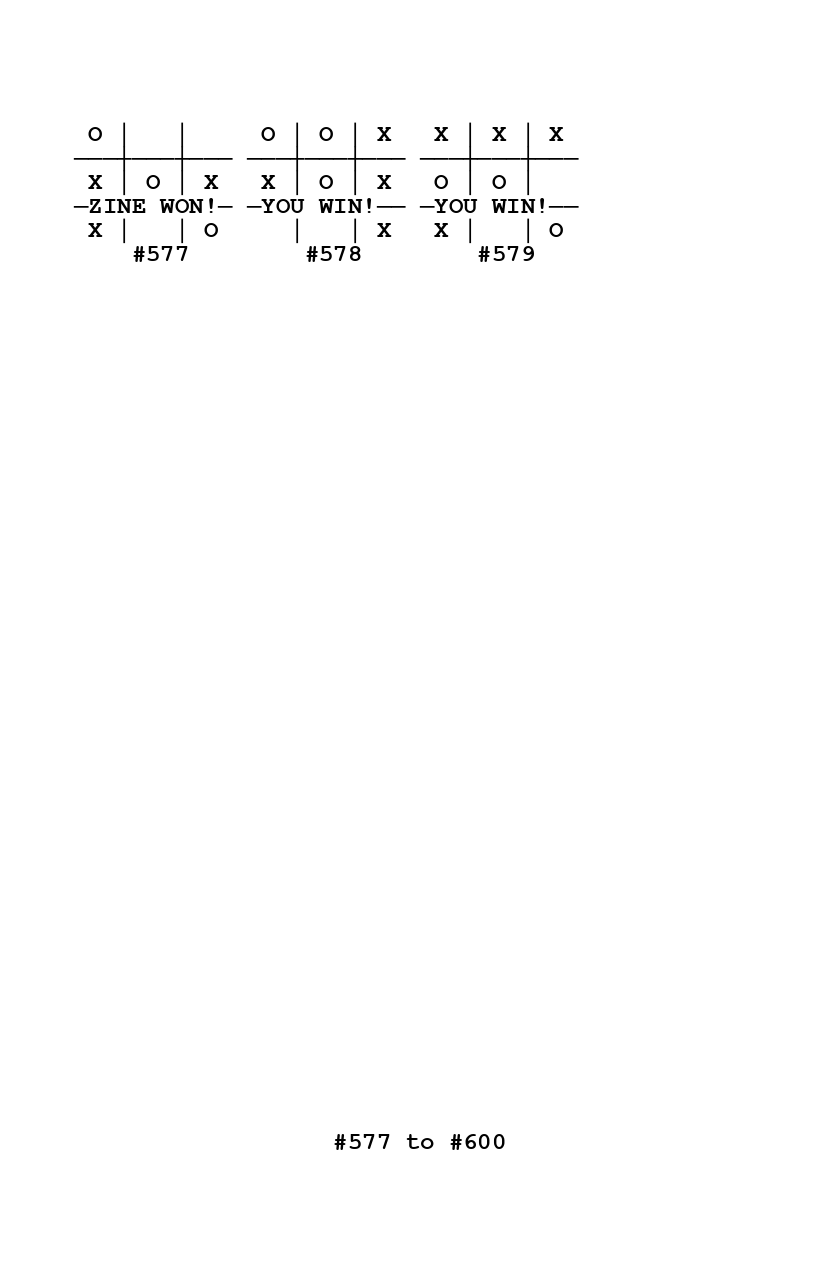 O | | O | O | X X | X | X
X | O | X X | O | X O | O |
ZINE WON! YOU WIN! YOU WIN!
X | | O | | X X | | O
#577 #578 #579
#577 to #600